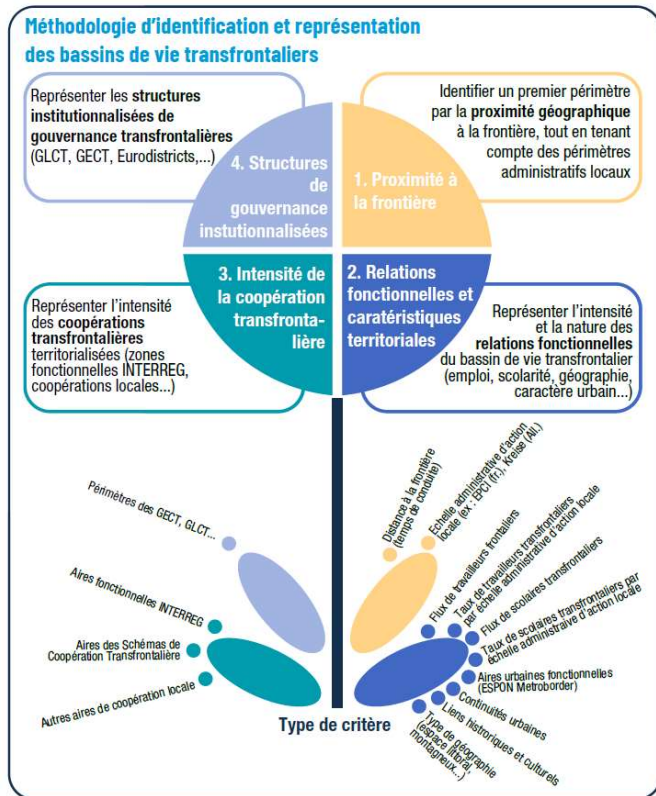 Méthodologie d’identification et représentation
des bassins de vie transfrontaliers
Représenter les structures
institutionnalisées
de gouvernance transfrontalières
(GLCT, GECT, Eurodistricts,...)
Identifier un premier périmètre
par la proximité géographique
à la frontière, tout en tenant
compte des périmètres
administratifs locaux
4. Structures
de
gouvernance
instutionnalisées
1. Proximité à
la frontière
3. Intensité de
la coopération
transfronta-
lière
2. Relations
fonctionnelles et
caratéristiques
territoriales
Représenter l’intensité
des coopérations
transfrontalières
territorialisées (zones
fonctionnelles INTERREG,
coopérations locales...)
Représenter l’intensité
et la nature des
relations fonctionnelles
du bassin de vie transfrontalier
(emploi, scolarité, géographie,
caractère urbain...)
Périmètres des GECT, GLCT...
Aires fonctionnelles INTERREG
Aires des Schémas de
Coopération Transfrontalière
Autres aires de coopération locale
Distance à la frontière
(temps de conduite)
Echelle administrative d’action
locale (ex : EPCI (fr.), Kreise (All.)
Flux de travailleurs frontaliers
Taux de travailleurs transfrontaliers
par échelle administrative d’action locale
Flux de scolaires transfrontaliers
Taux de scolaires transfrontaliers par
échelle administraive d’action locale
Aires urbaines fonctionnelles
(ESPON Metroborder)
Continuités urbaines
Liens histroriques et culturels
Type de géographie
(espace littoral,
montagneux...)
Type de critère